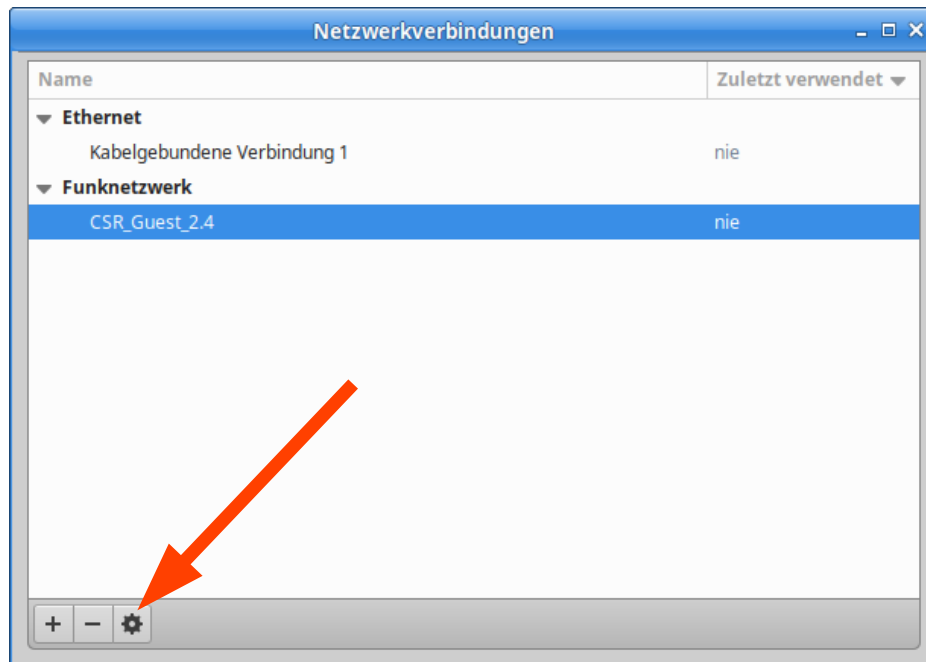 Netzwerkverbindungen
Name Zuletzt verwendet
Ethernet
Kabelgebundene Verbindung 1 nie
Funknetzwerk
CSR_Guest_2.4 nie